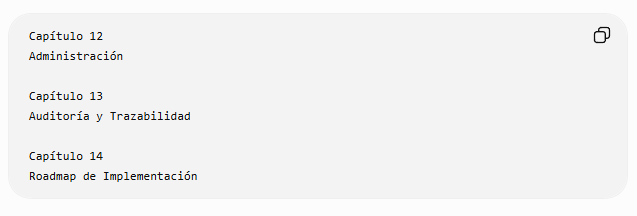 Capítulo 12
Administración
Capítulo 13
Auditoría y Trazabilidad
Capítulo 14
Roadmap de Implementación